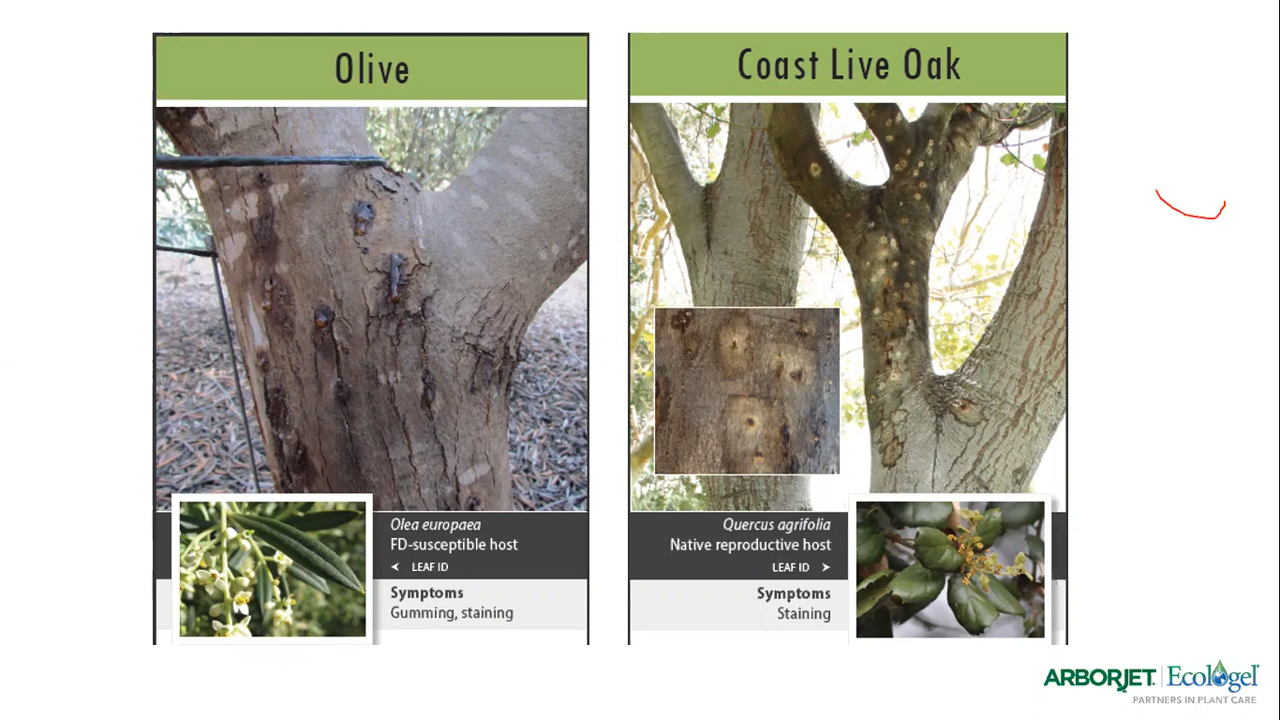 Olive
Olea europaea
FD-susceptible host
LEAF ID
Symptoms
Gumming, staining
Coast Live Oak
Quercus agrifolia
Native reproductive host
LEAF ID
Symptoms
Staining
ARBORJET | Ecologel
PARTNERS IN PLANT CARE